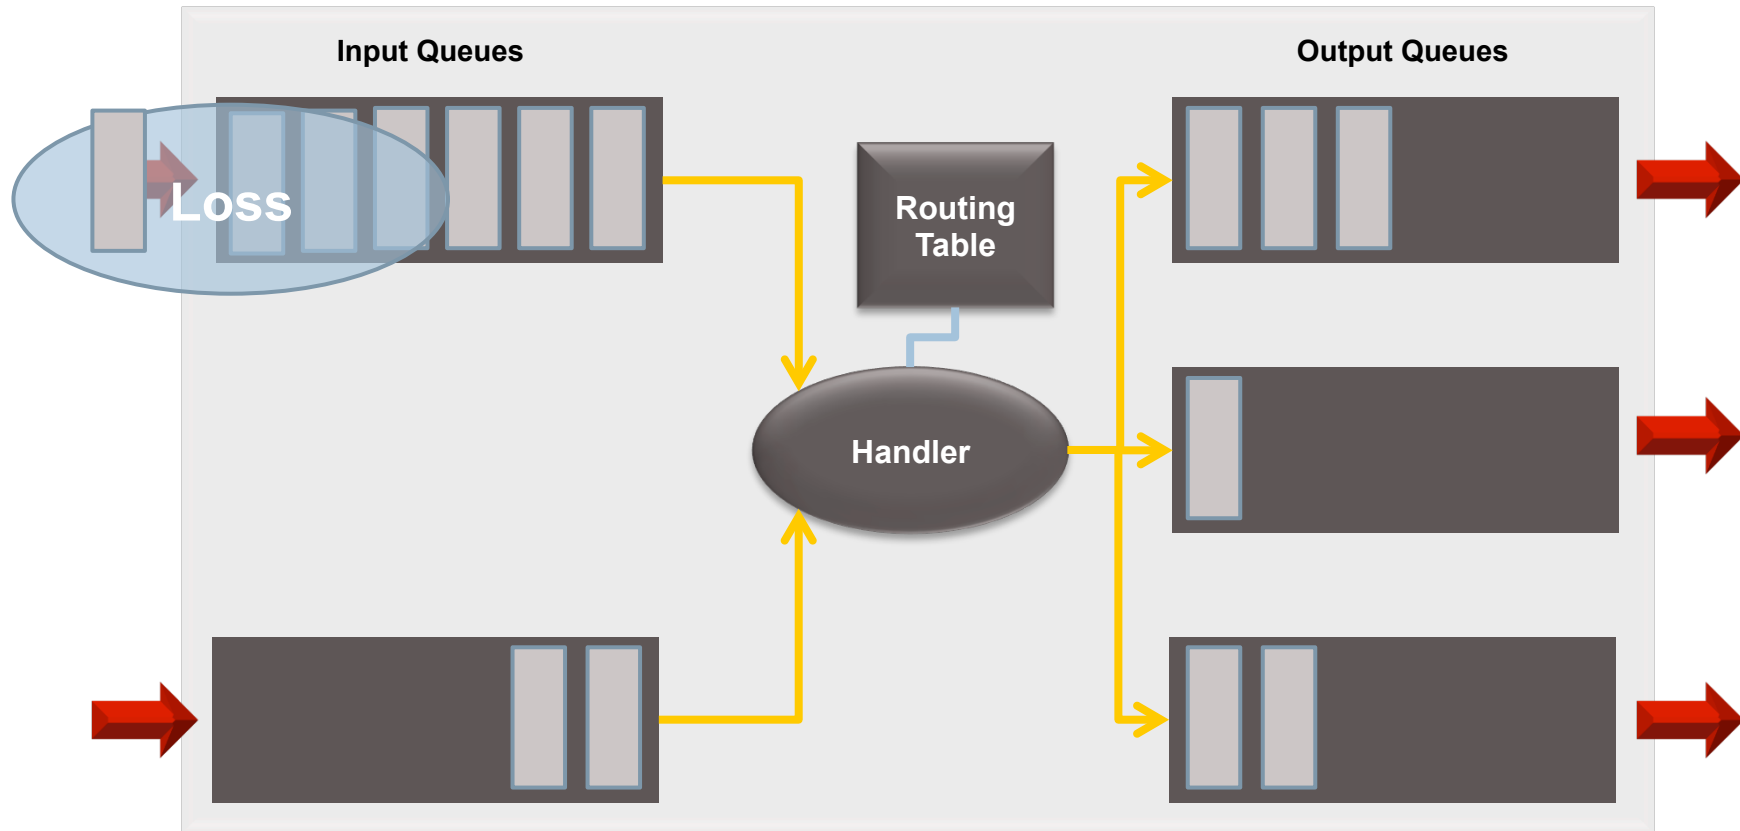 Input Queues
Output Queues
Loss
Routing
Table
Handler